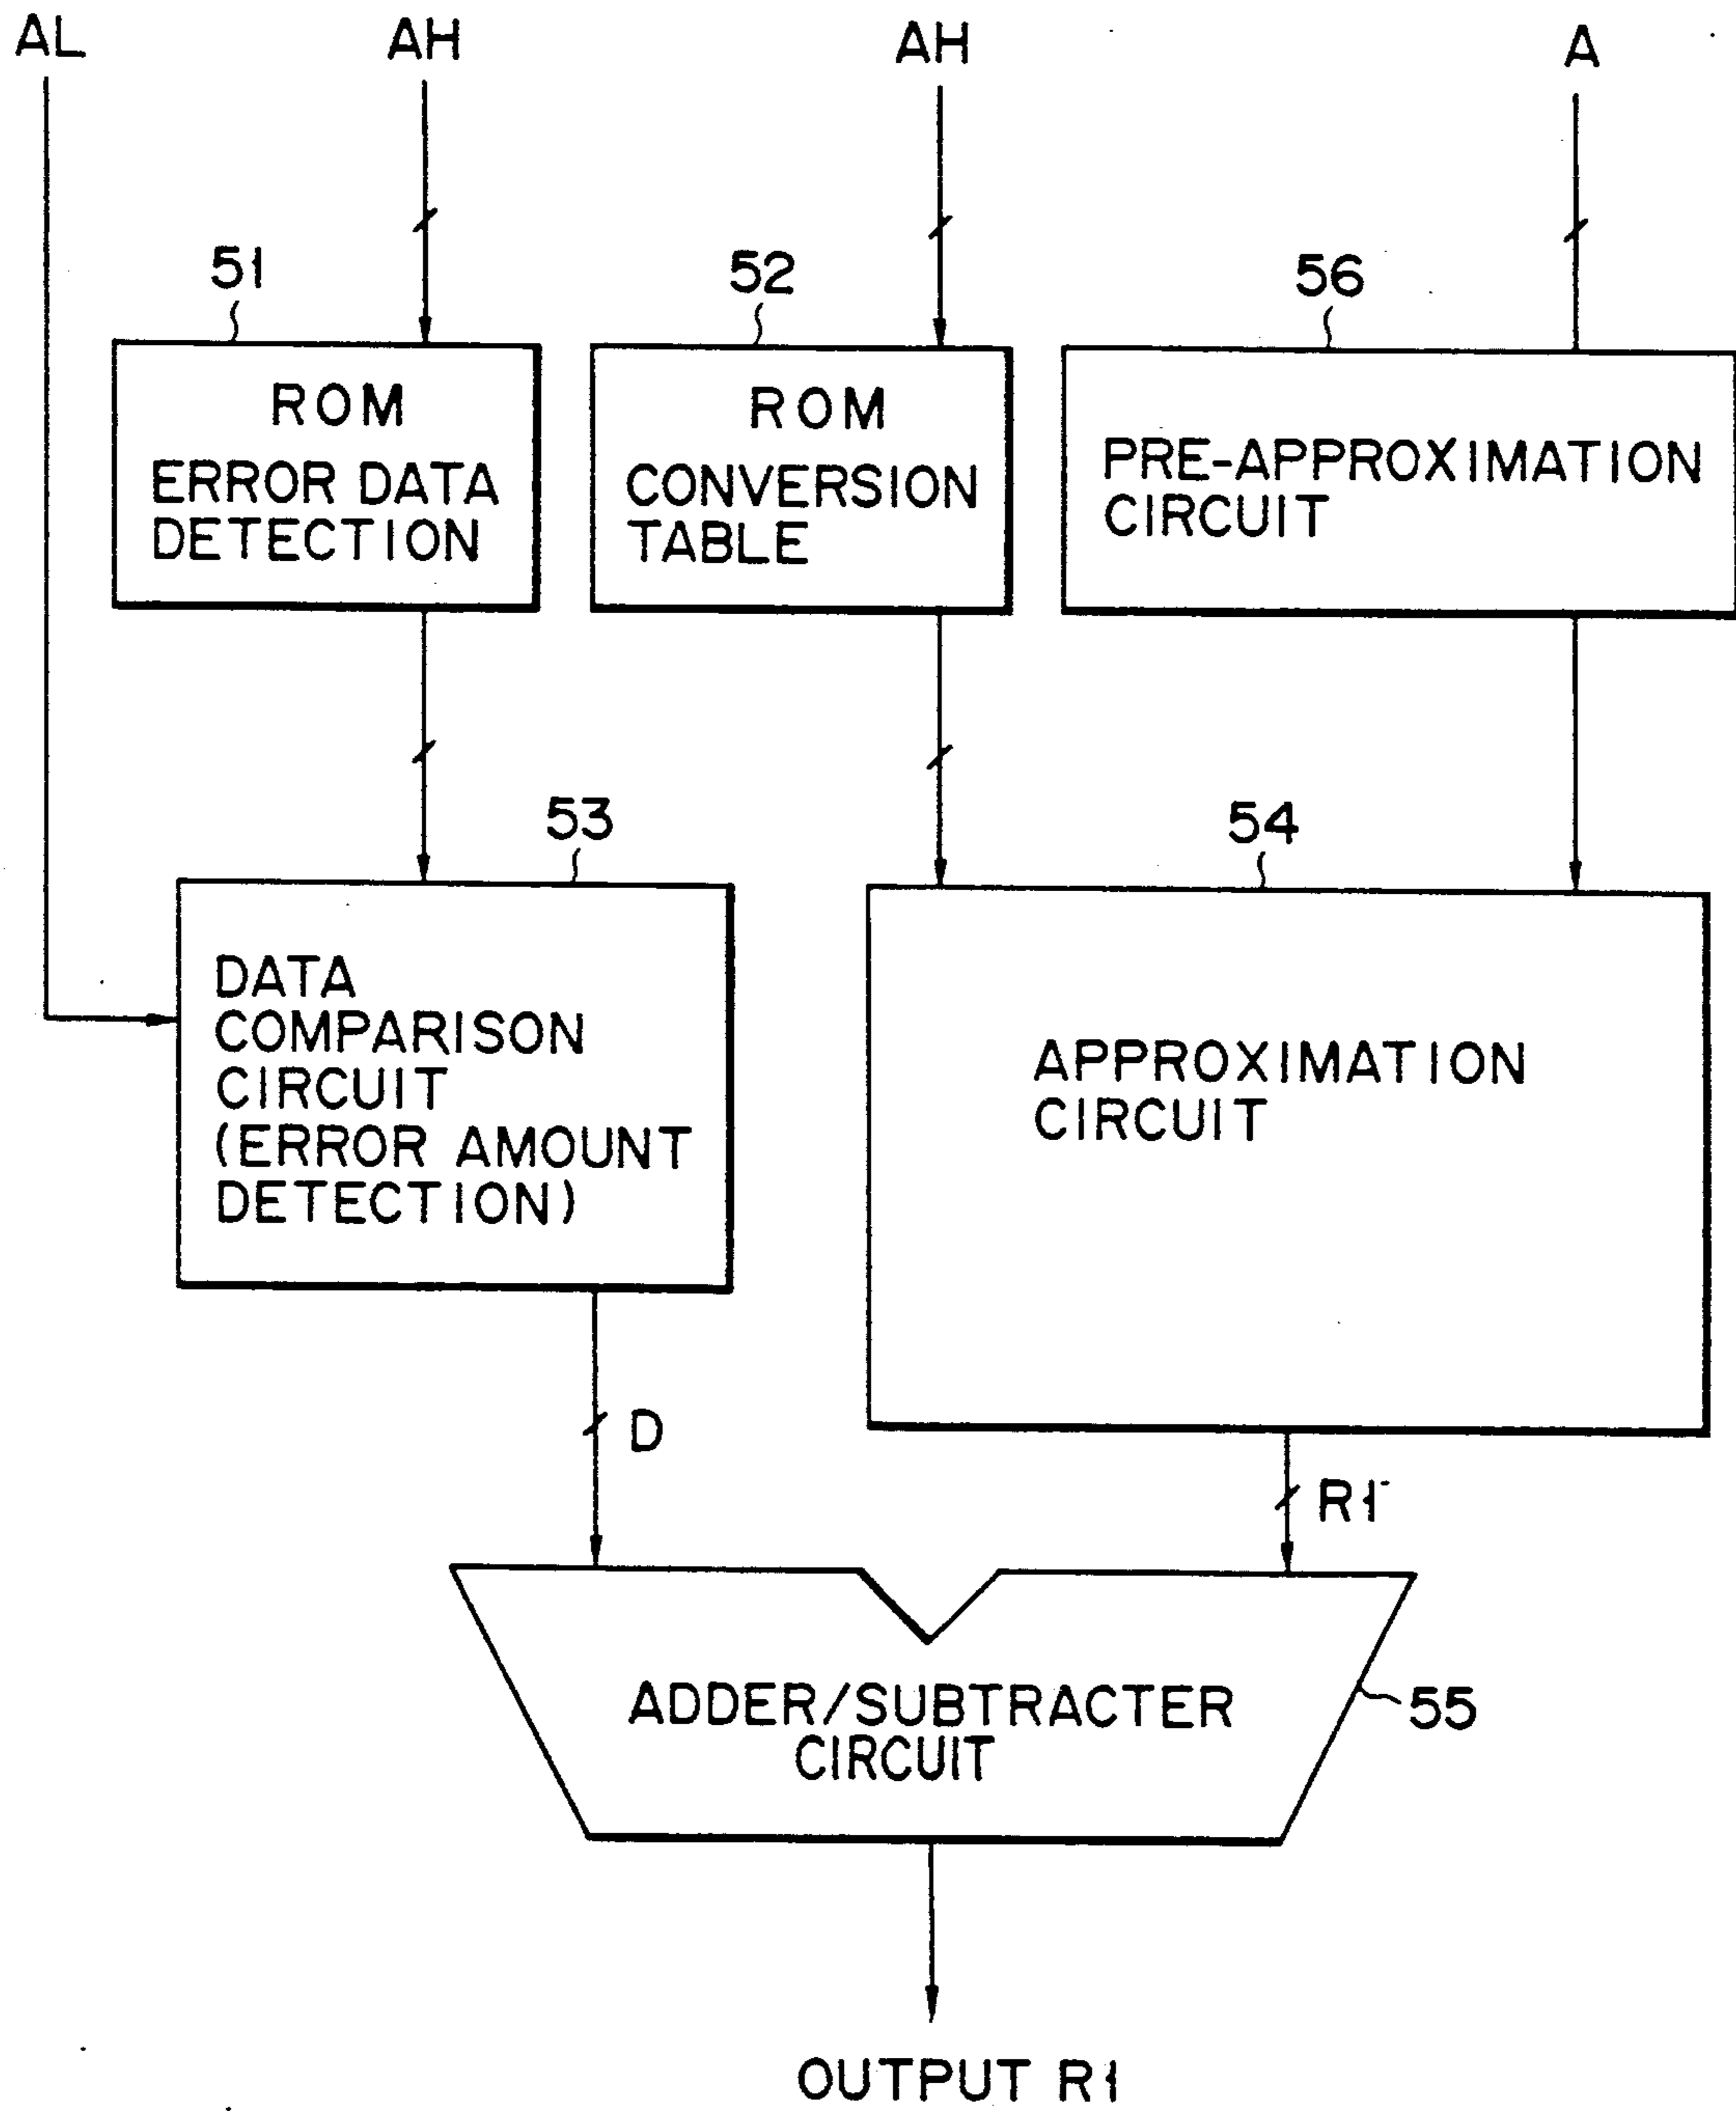 AL AH AH A
51 52 56
ROM
ERROR DATA
DETECTION
ROM
CONVERSION
TABLE
PRE-APPROXIMATION
CIRCUIT
53 54
DATA
COMPARISON
CIRCUIT
(ERROR AMOUNT
DETECTION)
APPROXIMATION
CIRCUIT
D
R1
ADDER/SUBTRACTER
CIRCUIT
55
OUTPUT R1